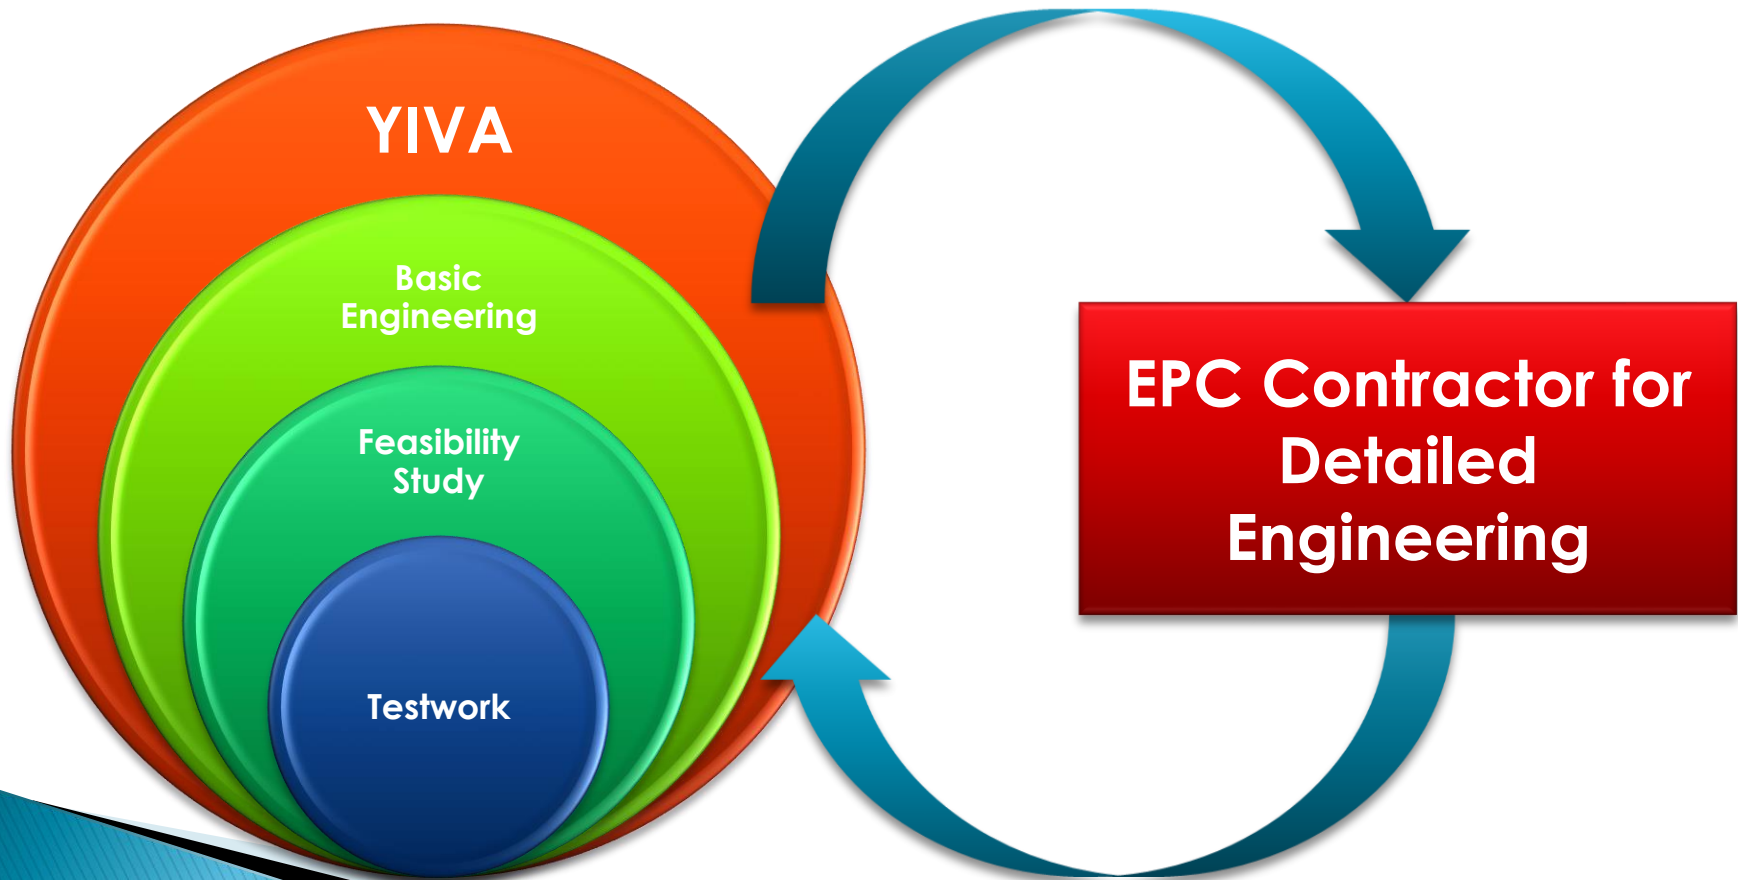 YIVA
Basic
Engineering
Feasibility
Study
Testwork
EPC Contractor for
Detailed
Engineering